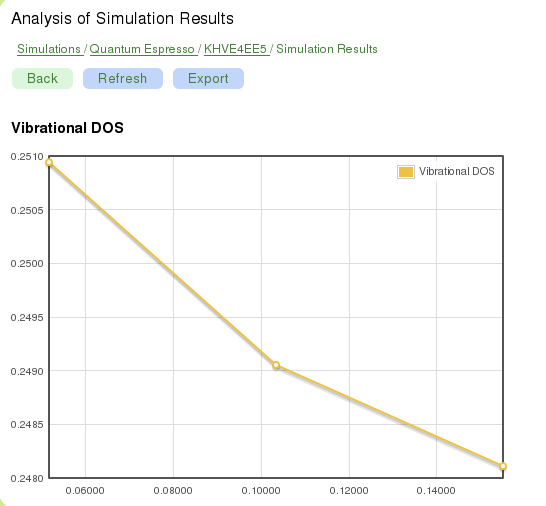 Analysis of Simulation Results
Simulations / Quantum Espresso / KHVE4EE5 / Simulation Results
Back Refresh Export
Vibrational DOS
0.2510
Vibrational DOS
0.2505
0.2500
0.2495
0.2490
0.2485
0.2480
0.06000 0.08000 0.10000 0.12000 0.14000